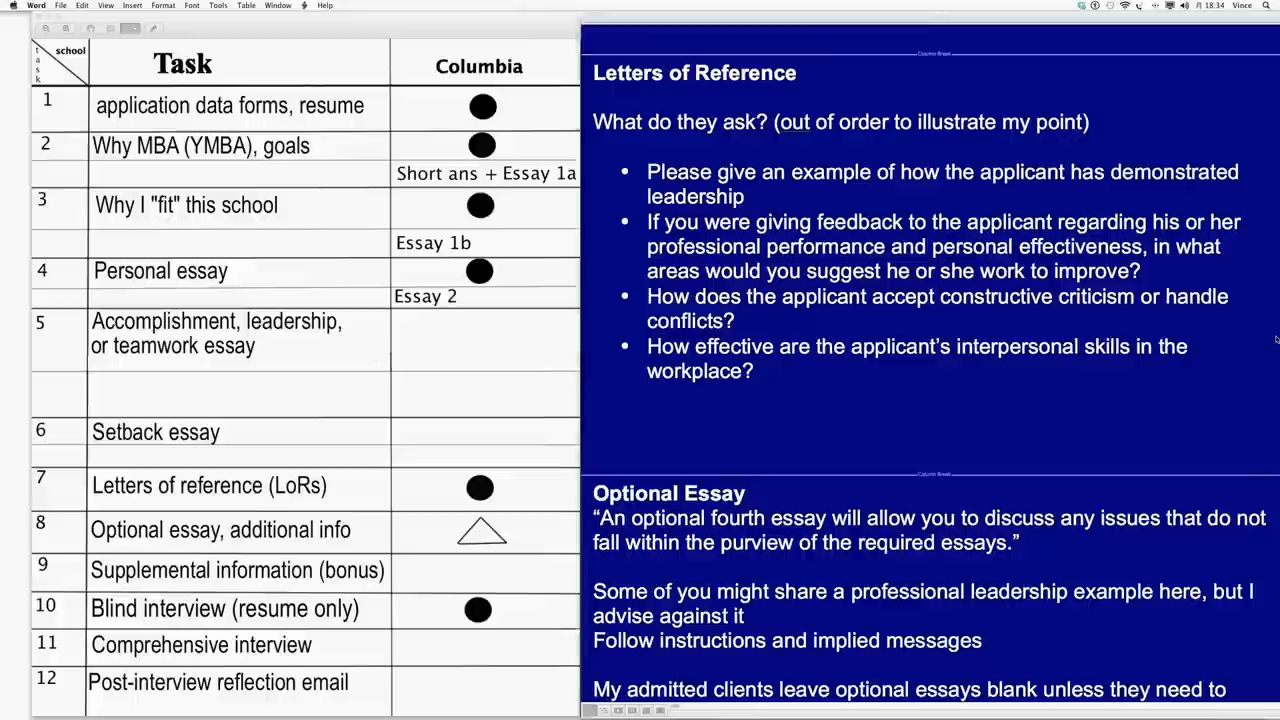 Word File Edit View Insert Format Font Tools Table Window Help
18:34 Vince
school
task
Task
Columbia
1 application data forms, resume
2 Why MBA (YMBA), goals
Short ans + Essay 1a
3 Why I "fit" this school
Essay 1b
4 Personal essay
Essay 2
5 Accomplishment, leadership,
or teamwork essay
6 Setback essay
7 Letters of reference (LoRs)
8 Optional essay, additional info
9 Supplemental information (bonus)
10 Blind interview (resume only)
11 Comprehensive interview
12 Post-interview reflection email
Column Break
Letters of Reference
What do they ask? (out of order to illustrate my point)
• Please give an example of how the applicant has demonstrated
leadership
• If you were giving feedback to the applicant regarding his or her
professional performance and personal effectiveness, in what
areas would you suggest he or she work to improve?
• How does the applicant accept constructive criticism or handle
conflicts?
• How effective are the applicant’s interpersonal skills in the
workplace?
Column Break
Optional Essay
“An optional fourth essay will allow you to discuss any issues that do not
fall within the purview of the required essays.”
Some of you might share a professional leadership example here, but I
advise against it
Follow instructions and implied messages
My admitted clients leave optional essays blank unless they need to